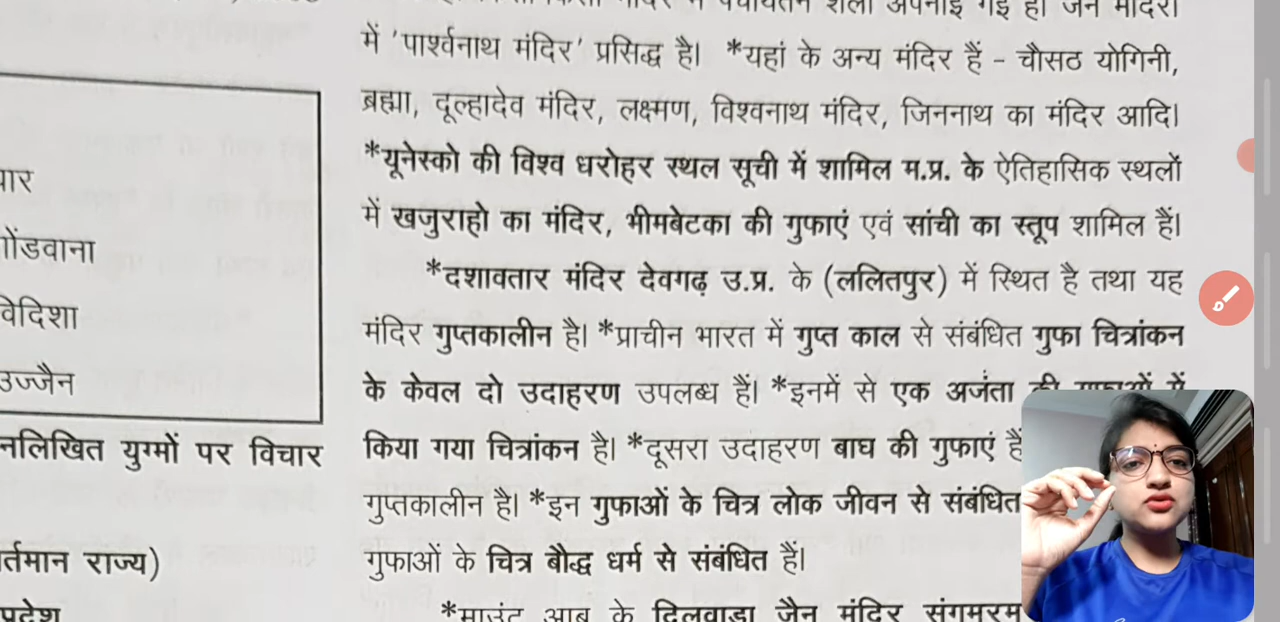 में 'पार्श्वनाथ मंदिर' प्रसिद्ध है। *यहां के अन्य मंदिर हैं - चौसठ योगिनी,
ब्रह्मा, दूल्हादेव मंदिर, लक्ष्मण, विश्वनाथ मंदिर, जिननाथ का मंदिर आदि।
*यूनेस्को की विश्व धरोहर स्थल सूची में शामिल म.प्र. के ऐतिहासिक स्थलों
में खजुराहो का मंदिर, भीमबेटका की गुफाएं एवं सांची का स्तूप शामिल हैं।
*दशावतार मंदिर देवगढ़ उ.प्र. के (ललितपुर) में स्थित है तथा यह
मंदिर गुप्तकालीन है। *प्राचीन भारत में गुप्त काल से संबंधित गुफा चित्रांकन
के केवल दो उदाहरण उपलब्ध हैं। *इनमें से एक अजंता की गुफाओं में
किया गया चित्रांकन है। *दूसरा उदाहरण बाघ की गुफाएं हैं
गुप्तकालीन है। *इन गुफाओं के चित्र लोक जीवन से संबंधित
गुफाओं के चित्र बौद्ध धर्म से संबंधित हैं।
*माउंट आबू के दिलवाड़ा जैन मंदिर
गोंडवाना
विदिशा
उज्जैन
युग्मों पर विचार
राज्य)